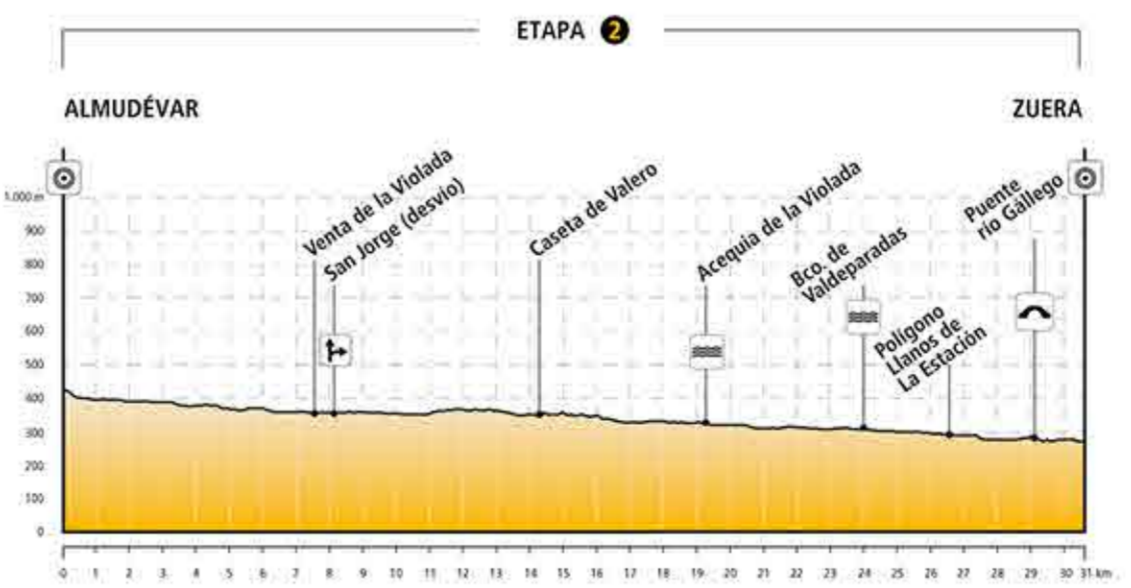 ETAPA 2
ALMUDÉVAR
ZUERA
Venta de la Violada
San Jorge (desvio)
Caseta de Valero
Acequia de la Violada
Bco. de
Valdeparadas
Polígono
Llanos de
La Estación
Puente
río Gállego
1.000 m
900
800
700
600
500
400
300
200
100
0
0 1 2 3 4 5 6 7 8 9 10 11 12 13 14 15 16 17 18 19 20 21 22 23 24 25 26 27 28 29 30 31 km